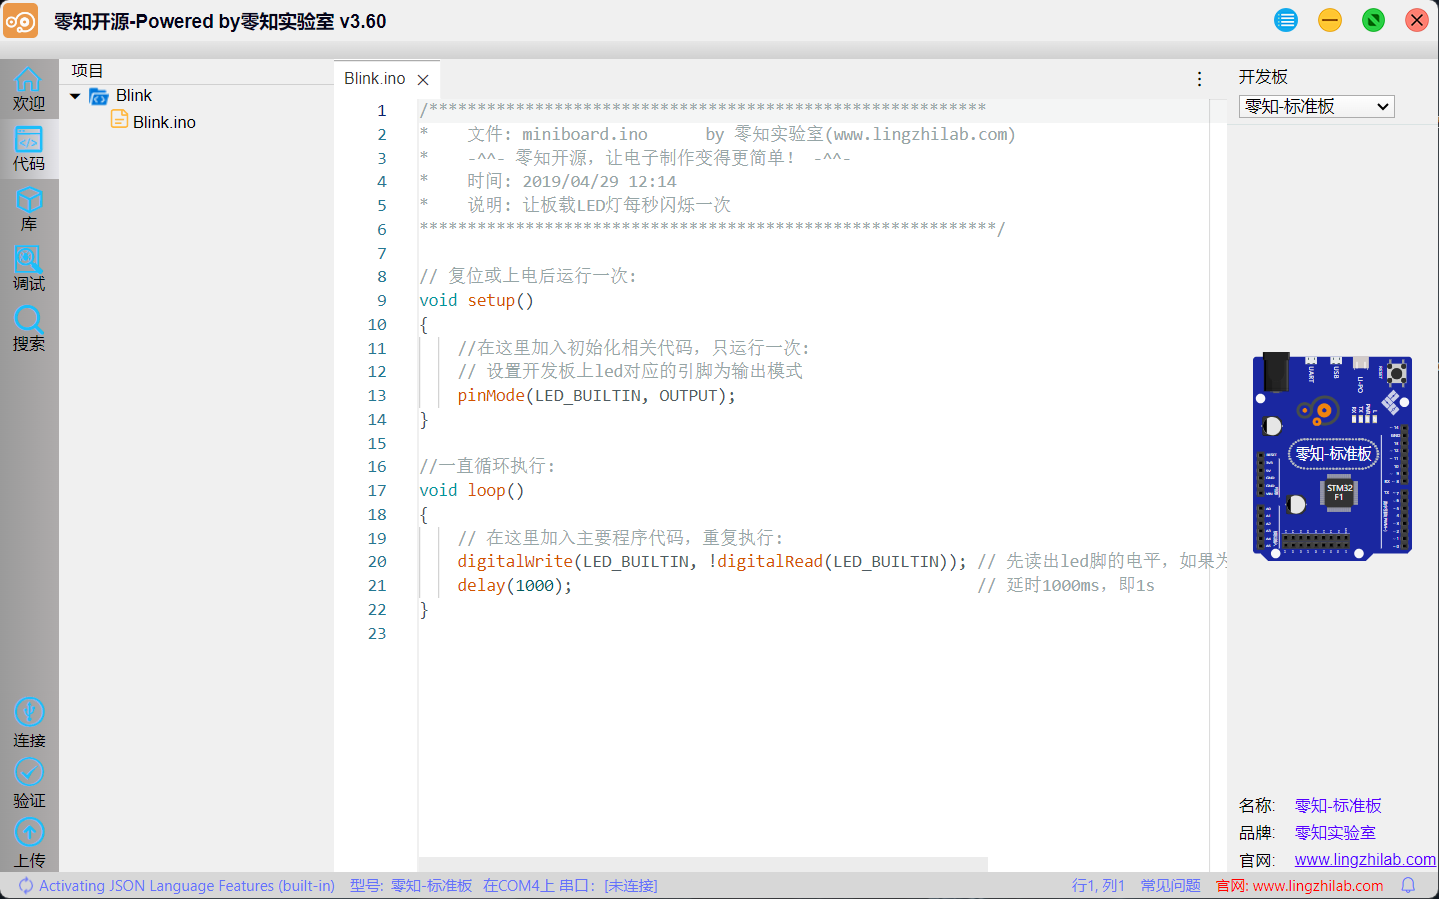 零知开源-Powered by零知实验室 v3.60
欢迎
代码
库
调试
搜索
连接
验证
上传
项目
Blink
Blink.ino
Blink.ino
1 /**********************************************************
2 *    文件: miniboard.ino      by 零知实验室(www.lingzhilab.com)
3 *    -^^- 零知开源，让电子制作变得更简单！ -^^-
4 *    时间: 2019/04/29 12:14
5 *    说明: 让板载LED灯每秒闪烁一次
6 ************************************************************/
7
8 // 复位或上电后运行一次:
9 void setup()
10 {
11     //在这里加入初始化相关代码，只运行一次:
12     // 设置开发板上led对应的引脚为输出模式
13     pinMode(LED_BUILTIN, OUTPUT);
14 }
15
16 //一直循环执行:
17 void loop()
18 {
19     // 在这里加入主要程序代码，重复执行:
20     digitalWrite(LED_BUILTIN, !digitalRead(LED_BUILTIN)); // 先读出led脚的电平，如果为
21     delay(1000);                                          // 延时1000ms，即1s
22 }
23
开发板
零知-标准板
UART
USB
LI-PO
RESET
零知-标准板
STM32
F1
名称: 零知-标准板
品牌: 零知实验室
官网: www.lingzhilab.com
Activating JSON Language Features (built-in) 型号: 零知-标准板 在COM4上 串口: [未连接]
行1, 列1 常见问题 官网: www.lingzhilab.com